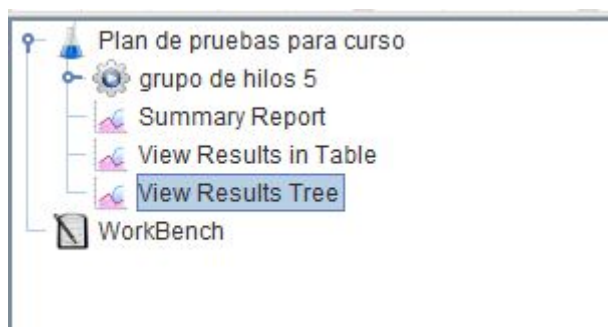 Plan de pruebas para curso
grupo de hilos 5
Summary Report
View Results in Table
View Results Tree
WorkBench